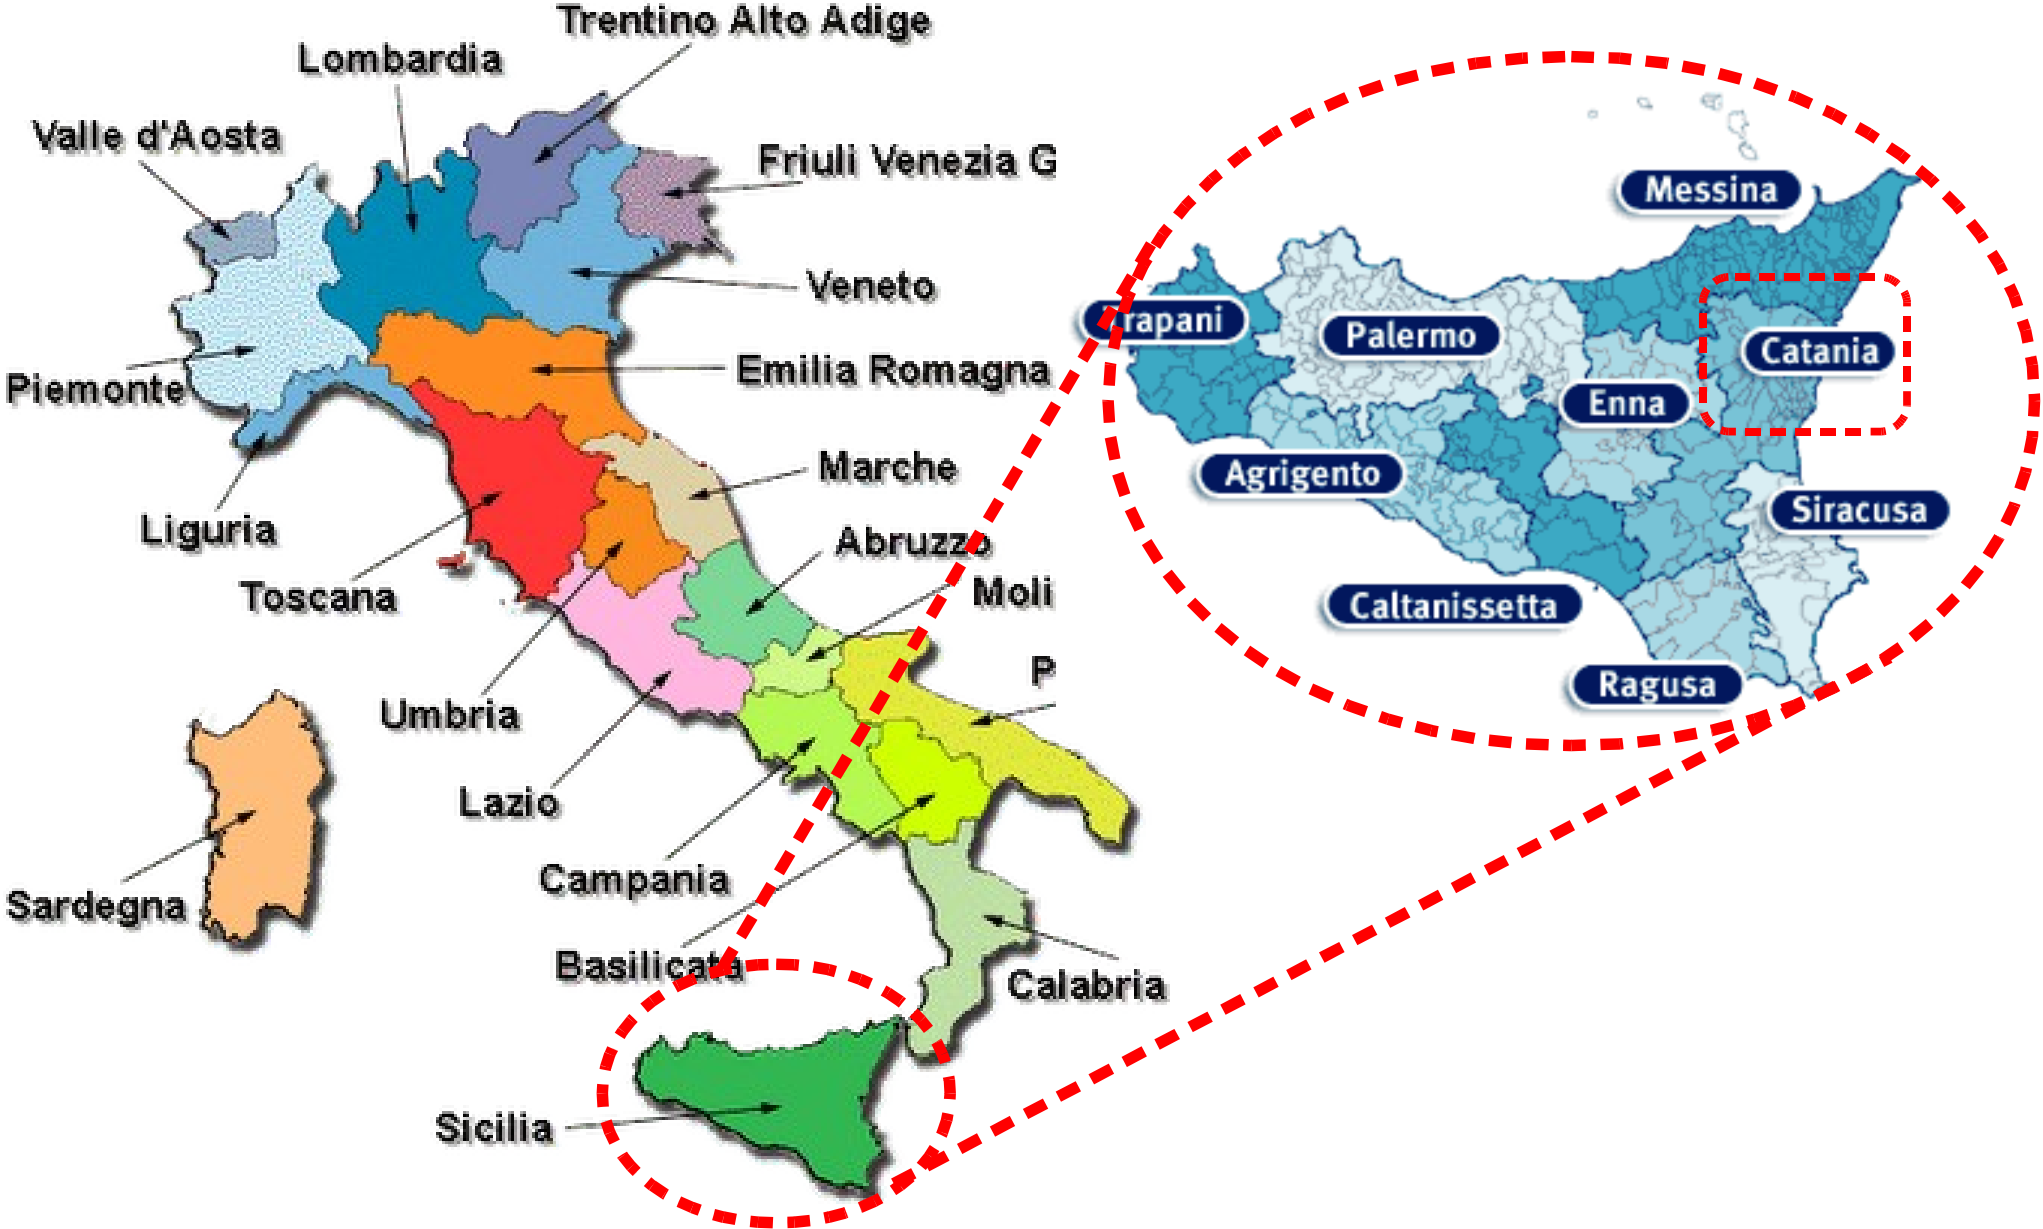 Trentino Alto Adige
Lombardia
Valle d'Aosta
Friuli Venezia G
Veneto
Piemonte
Emilia Romagna
Marche
Liguria
Abruzzo
Toscana
Moli
P
Umbria
Lazio
Campania
Sardegna
Basilicata
Calabria
Sicilia
Messina
Trapani
Palermo
Catania
Enna
Agrigento
Siracusa
Caltanissetta
Ragusa